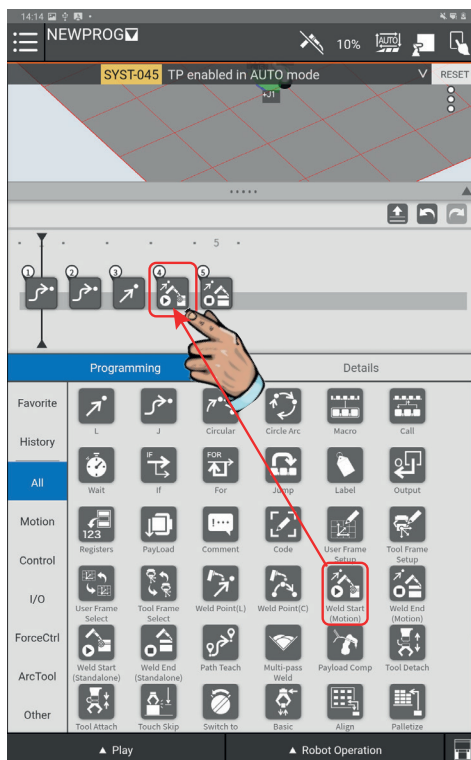 14:14
NEWPROG
10%
AUTO
SYST-045 TP enabled in AUTO mode
RESET
+J1
5
1
2
3
4
5
Programming
Details
Favorite
History
All
Motion
Control
I/O
ForceCtrl
ArcTool
Other
L
J
Circular
Circle Arc
Macro
Call
Wait
IF
If
FOR
For
Jump
Label
Output
123
Registers
PayLoad
Comment
Code
User Frame
Setup
Tool Frame
Setup
User Frame
Select
Tool Frame
Select
Weld Point(L)
Weld Point(C)
Weld Start
(Motion)
Weld End
(Motion)
Weld Start
(Standalone)
Weld End
(Standalone)
Path Teach
Multi-pass
Weld
Payload Comp
Tool Detach
Tool Attach
Touch Skip
Switch to
Basic
Align
Palletize
Play
Robot Operation